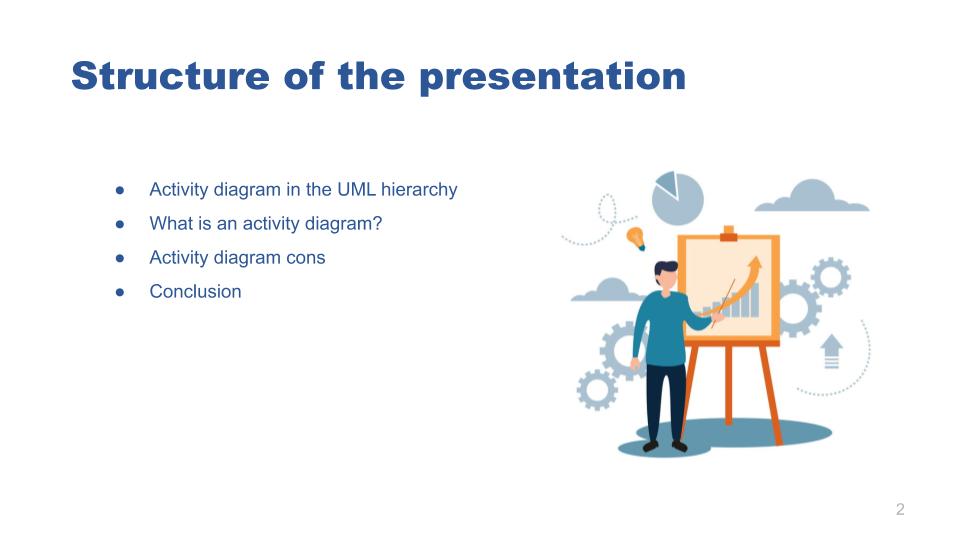 Structure of the presentation
● Activity diagram in the UML hierarchy
● What is an activity diagram?
● Activity diagram cons
● Conclusion
2